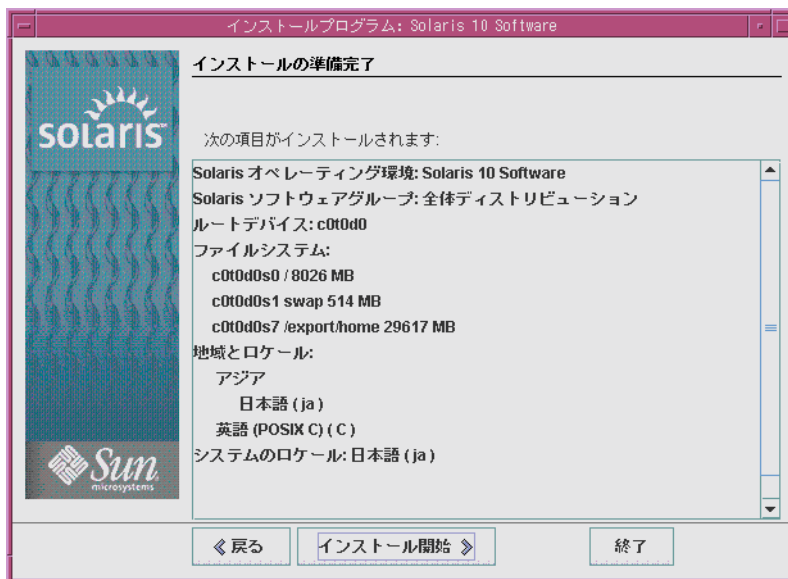 インストールプログラム: Solaris 10 Software
インストールの準備完了
solaris
次の項目がインストールされます:
Solaris オペレーティング環境: Solaris 10 Software
Solaris ソフトウェアグループ: 全体ディストリビューション
ルートデバイス: c0t0d0
ファイルシステム:
c0t0d0s0 / 8026 MB
c0t0d0s1 swap 514 MB
c0t0d0s7 /export/home 29617 MB
地域とロケール:
アジア
日本語 ( ja )
英語 (POSIX C) ( C )
システムのロケール: 日本語 ( ja )
Sun
microsystems
戻る
インストール開始
終了